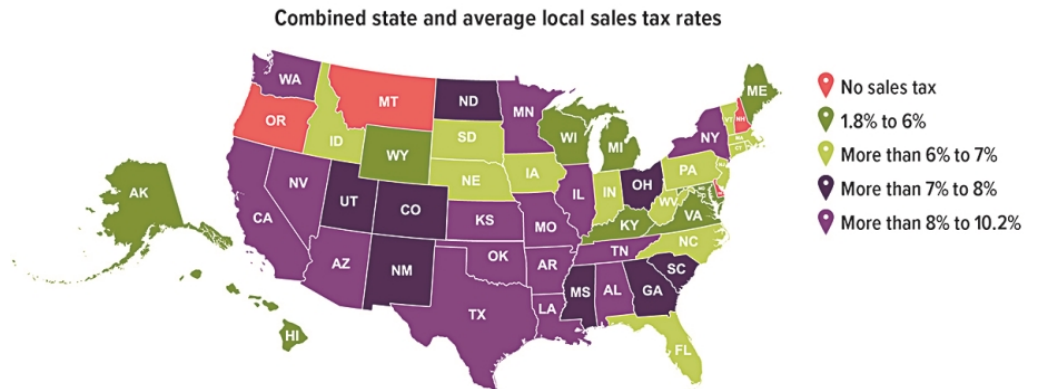 Combined state and average local sales tax rates
WA
MT
ND
MN
ME
OR
ID
SD
WI
MI
VT
NH
NY
MA
CT
WY
NE
IA
PA
AK
NV
UT
CO
IL
IN
OH
WV
VA
KY
CA
KS
MO
NC
TN
AZ
NM
OK
AR
SC
MS
AL
GA
TX
LA
HI
FL
No sales tax
1.8% to 6%
More than 6% to 7%
More than 7% to 8%
More than 8% to 10.2%